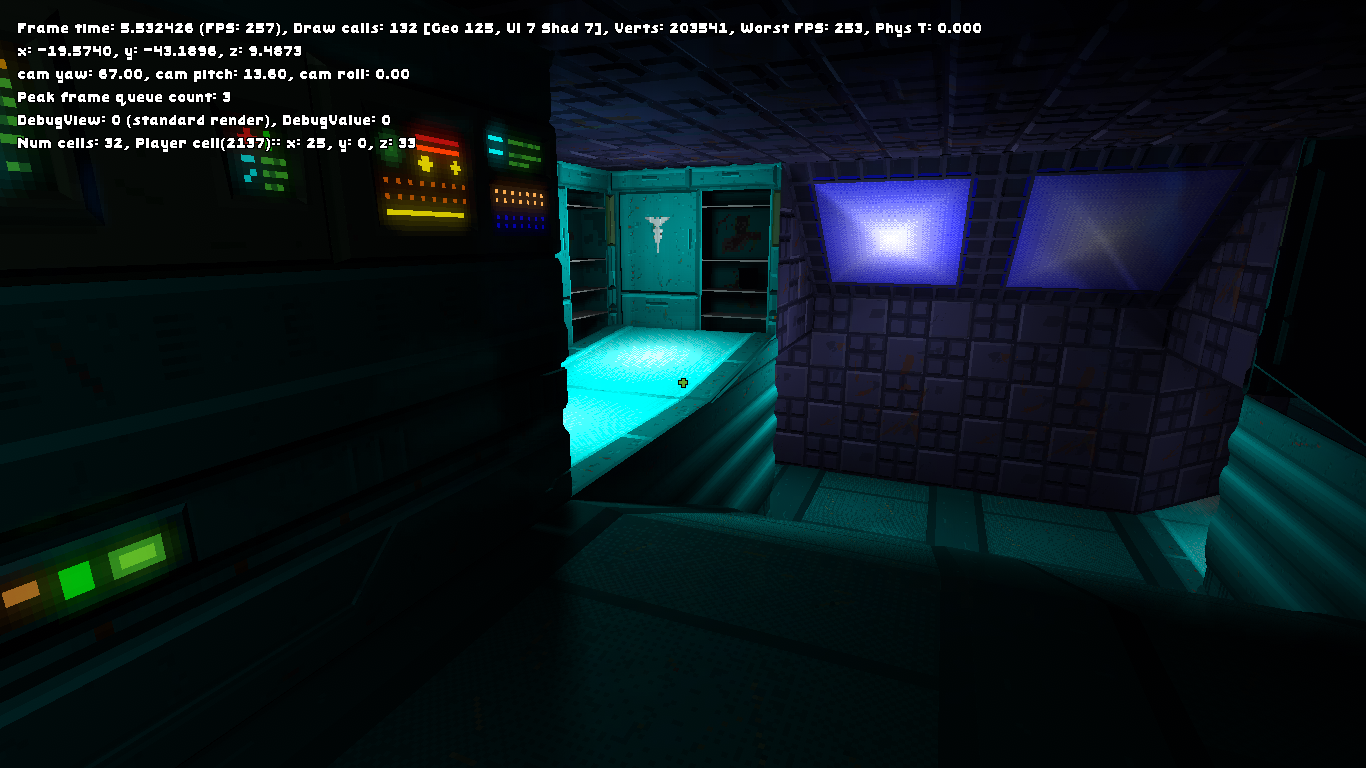 Frame time: 5.532426 (FPS: 257), Draw calls: 132 [Geo 125, UI 7 Shad 7], Verts: 203541, Worst FPS: 253, Phys T: 0.000
x: -19.5740, y: -43.1896, z: 9.4873
cam yaw: 67.00, cam pitch: 13.60, cam roll: 0.00
Peak frame queue count: 3
DebugView: 0 (standard render), DebugValue: 0
Num cells: 32, Player cell(2137):: x: 25, y: 0, z: 33